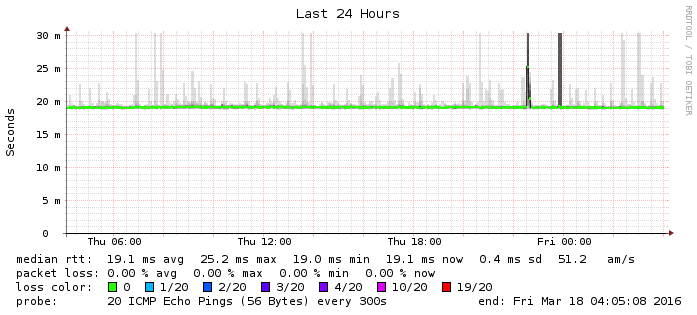 Last 24 Hours
RRDTOOL / TOBI OETIKER
Seconds
30 m
25 m
20 m
15 m
10 m
5 m
0
Thu 06:00 Thu 12:00 Thu 18:00 Fri 00:00
median rtt: 19.1 ms avg 25.2 ms max 19.0 ms min 19.1 ms now 0.4 ms sd 51.2 am/s
packet loss: 0.00 % avg 0.00 % max 0.00 % min 0.00 % now
loss color: 0 1/20 2/20 3/20 4/20 10/20 19/20
probe: 20 ICMP Echo Pings (56 Bytes) every 300s end: Fri Mar 18 04:05:08 2016